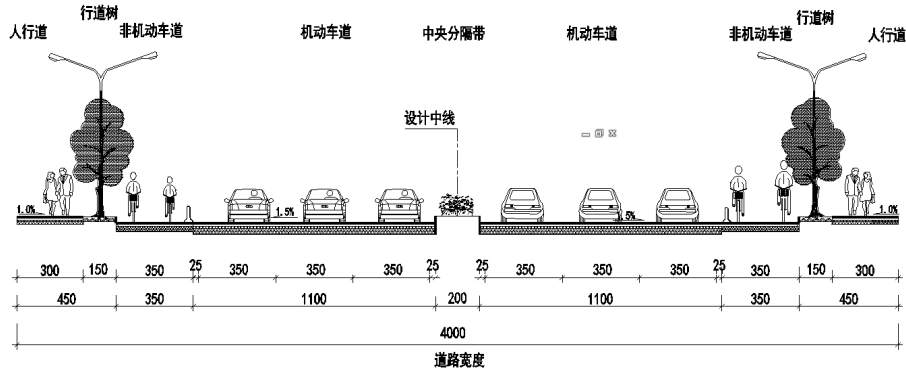 行道树 行道树
人行道 非机动车道 机动车道 中央分隔带 机动车道 非机动车道 人行道
设计中线
1.0% 1.5% .5% 1.0%
300 150 350 25 350 350 350 25 25 350 350 350 25 350 150 300
450 350 1100 200 1100 350 450
4000
道路宽度